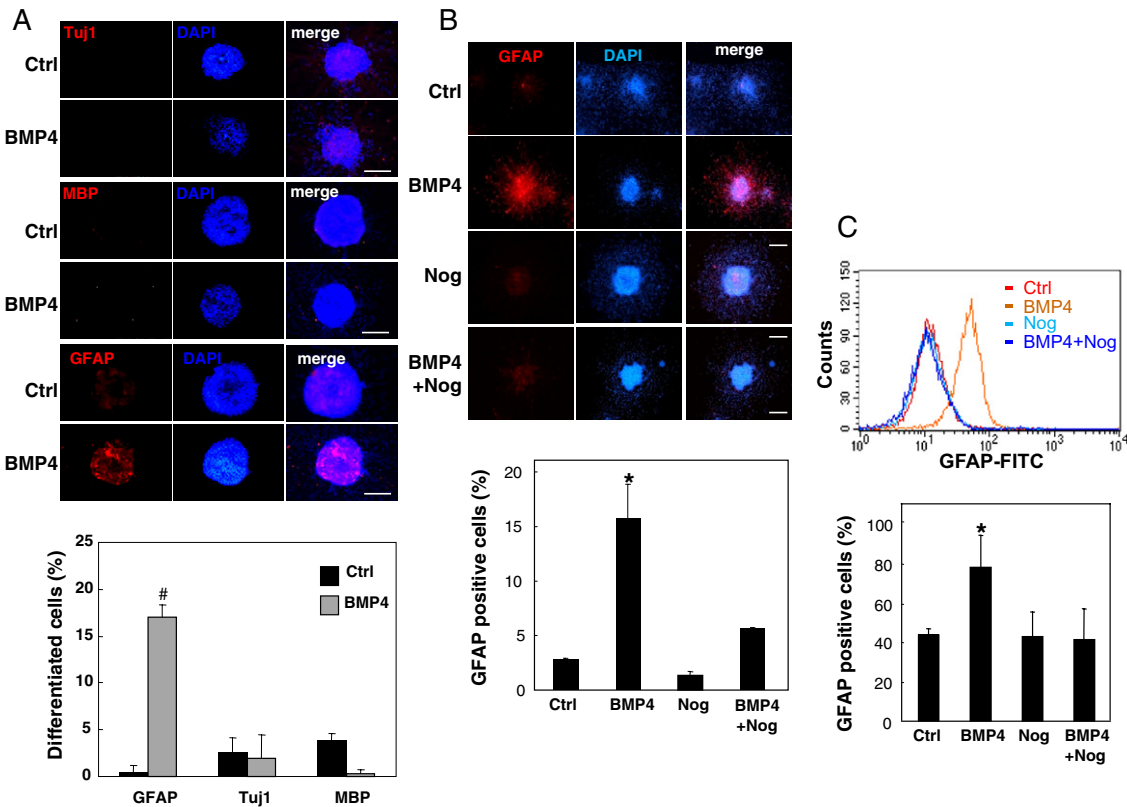 A
Tuj1 DAPI merge
Ctrl
BMP4
MBP DAPI merge
Ctrl
BMP4
GFAP DAPI merge
Ctrl
BMP4
Differentiated cells (%)
25
20
15
10
5
0
#
Ctrl
BMP4
GFAP Tuj1 MBP
B
GFAP DAPI merge
Ctrl
BMP4
Nog
BMP4
+Nog
GFAP positive cells (%)
20
15
10
5
0
*
Ctrl BMP4 Nog BMP4
+Nog
C
Counts
150
120
90
60
30
0
Ctrl
BMP4
Nog
BMP4+Nog
10⁰ 10¹ 10² 10³ 10⁴
GFAP-FITC
GFAP positive cells (%)
100
80
60
40
20
0
*
Ctrl BMP4 Nog BMP4
+Nog